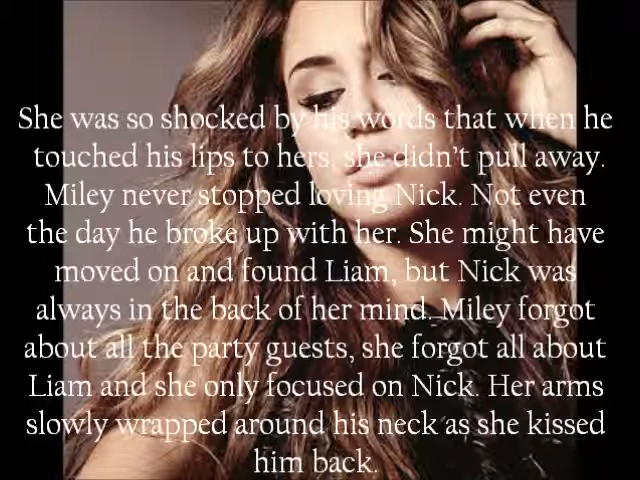 She was so shocked by his words that when he
touched his lips to hers, she didn't pull away.
Miley never stopped loving Nick. Not even
the day he broke up with her. She might have
moved on and found Liam, but Nick was
always in the back of her mind. Miley forgot
about all the party guests, she forgot all about
Liam and she only focused on Nick. Her arms
slowly wrapped around his neck as she kissed
him back.